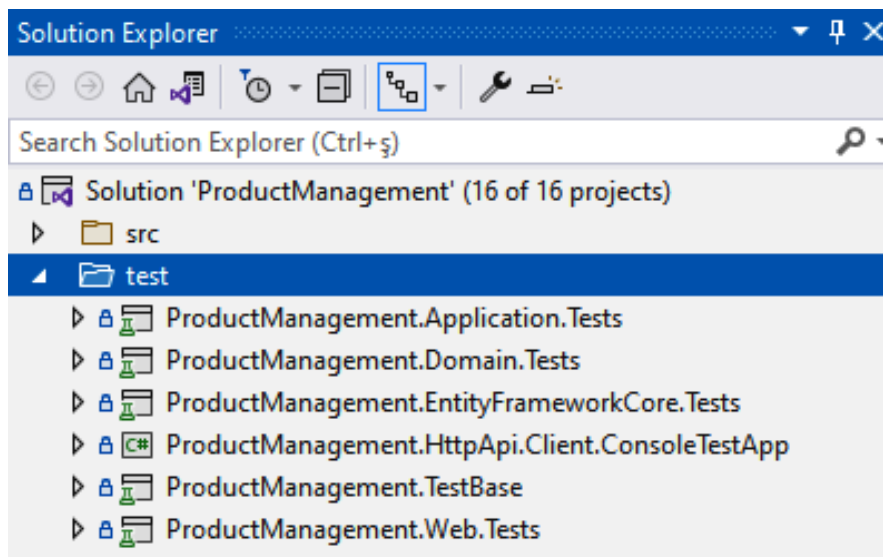 Solution Explorer
Search Solution Explorer (Ctrl+ş)
Solution 'ProductManagement' (16 of 16 projects)
src
test
ProductManagement.Application.Tests
ProductManagement.Domain.Tests
ProductManagement.EntityFrameworkCore.Tests
C# ProductManagement.HttpApi.Client.ConsoleTestApp
ProductManagement.TestBase
ProductManagement.Web.Tests